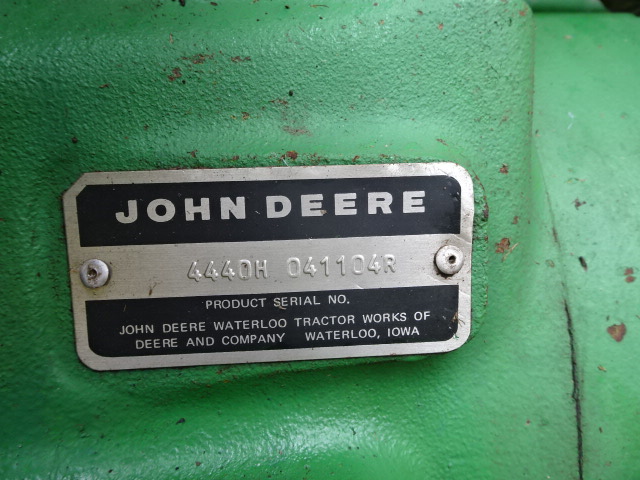 JOHN DEERE
4440H 041104R
PRODUCT SERIAL NO.
JOHN DEERE WATERLOO TRACTOR WORKS OF
DEERE AND COMPANY WATERLOO, IOWA